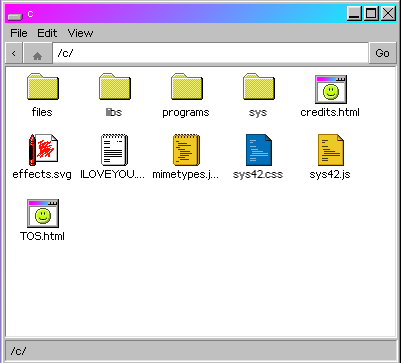 c
File Edit View
< /c/ Go
files libs programs sys credits.html
effects.svg ILOVEYOU.... mimetypes.j... sys42.css sys42.js
TOS.html
/c/